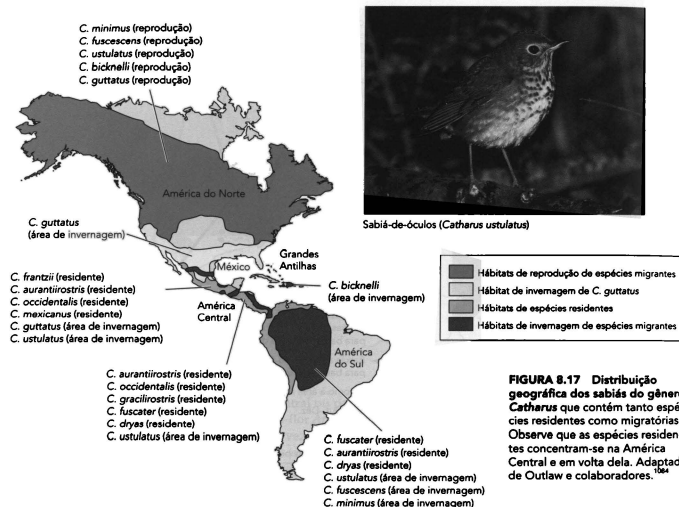 C. minimus (reprodução)
C. fuscescens (reprodução)
C. ustulatus (reprodução)
C. bicknelli (reprodução)
C. guttatus (reprodução)
América do Norte
Sabiá-de-óculos (Catharus ustulatus)
C. guttatus
(área de invernagem)
México
Grandes
Antilhas
C. bicknelli
(área de invernagem)
C. frantzii (residente)
C. aurantiirostris (residente)
C. occidentalis (residente)
C. mexicanus (residente)
C. guttatus (área de invernagem)
C. ustulatus (área de invernagem)
América
Central
América
do Sul
Hábitats de reprodução de espécies migrantes
Hábitat de invernagem de C. guttatus
Hábitats de espécies residentes
Hábitats de invernagem de espécies migrantes
C. aurantiirostris (residente)
C. occidentalis (residente)
C. gracilirostris (residente)
C. fuscater (residente)
C. dryas (residente)
C. ustulatus (área de invernagem)
C. fuscater (residente)
C. aurantiirostris (residente)
C. dryas (residente)
C. ustulatus (área de invernagem)
C. fuscescens (área de invernagem)
C. minimus (área de invernagem)
FIGURA 8.17 Distribuição
geográfica dos sabiás do gêner
Catharus que contém tanto espé
cies residentes como migratórias
Observe que as espécies residen
tes concentram-se na América
Central e em volta dela. Adaptad
de Outlaw e colaboradores.1084